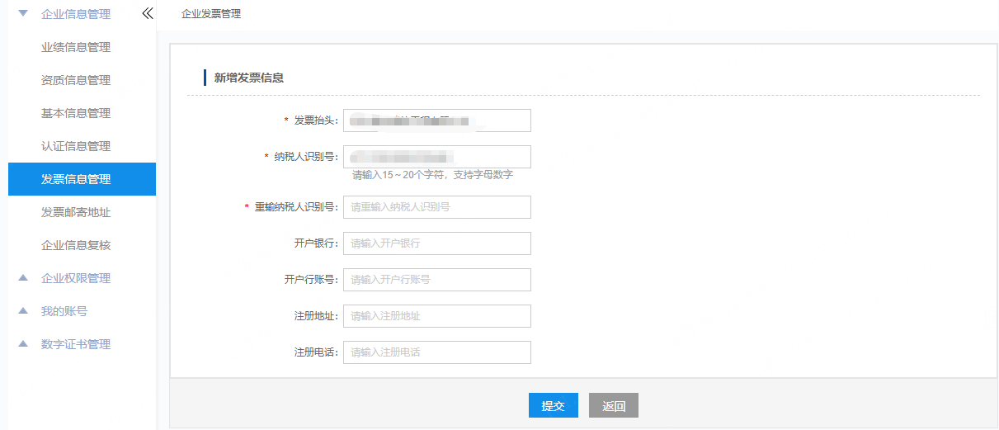 企业信息管理
企业发票管理
业绩信息管理
资质信息管理
基本信息管理
认证信息管理
发票信息管理
发票邮寄地址
企业信息复核
企业权限管理
我的账号
数字证书管理
新增发票信息
* 发票抬头：
* 纳税人识别号：
请输入15～20个字符，支持字母数字
* 重输纳税人识别号： 请重输入纳税人识别号
开户银行： 请输入开户银行
开户行账号： 请输入开户行账号
注册地址： 请输入注册地址
注册电话： 请输入注册电话
提交 返回